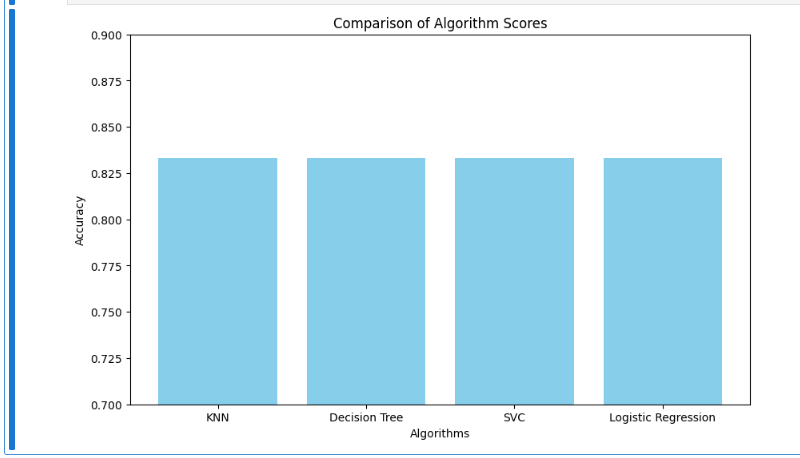 Comparison of Algorithm Scores
0.900
0.875
0.850
0.825
0.800
0.775
0.750
0.725
0.700
Accuracy
KNN Decision Tree SVC Logistic Regression
Algorithms